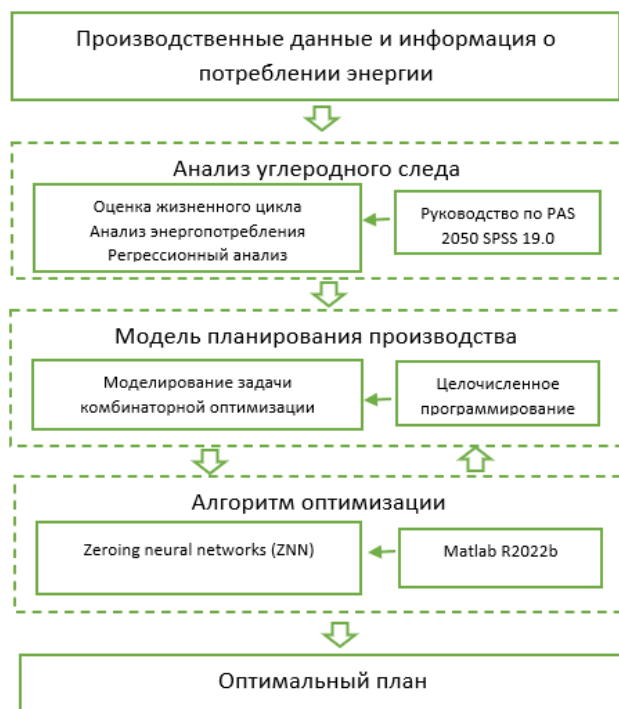 Производственные данные и информация о
потреблении энергии
Анализ углеродного следа
Оценка жизненного цикла
Анализ энергопотребления
Регрессионный анализ
Руководство по PAS
2050 SPSS 19.0
Модель планирования производства
Моделирование задачи
комбинаторной оптимизации
Целочисленное
программирование
Алгоритм оптимизации
Zeroing neural networks (ZNN)
Matlab R2022b
Оптимальный план